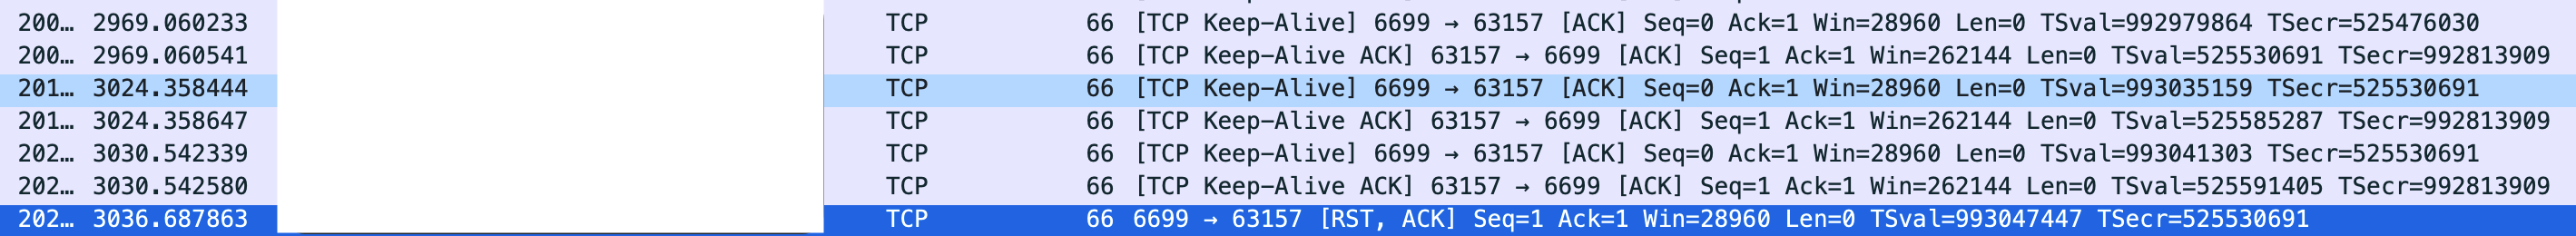 200… 2969.060233 TCP 66 [TCP Keep-Alive] 6699 → 63157 [ACK] Seq=0 Ack=1 Win=28960 Len=0 TSval=992979864 TSecr=525476030
200… 2969.060541 TCP 66 [TCP Keep-Alive ACK] 63157 → 6699 [ACK] Seq=1 Ack=1 Win=262144 Len=0 TSval=525530691 TSecr=992813909
201… 3024.358444 TCP 66 [TCP Keep-Alive] 6699 → 63157 [ACK] Seq=0 Ack=1 Win=28960 Len=0 TSval=993035159 TSecr=525530691
201… 3024.358647 TCP 66 [TCP Keep-Alive ACK] 63157 → 6699 [ACK] Seq=1 Ack=1 Win=262144 Len=0 TSval=525585287 TSecr=992813909
202… 3030.542339 TCP 66 [TCP Keep-Alive] 6699 → 63157 [ACK] Seq=0 Ack=1 Win=28960 Len=0 TSval=993041303 TSecr=525530691
202… 3030.542580 TCP 66 [TCP Keep-Alive ACK] 63157 → 6699 [ACK] Seq=1 Ack=1 Win=262144 Len=0 TSval=525591405 TSecr=992813909
202… 3036.687863 TCP 66 6699 → 63157 [RST, ACK] Seq=1 Ack=1 Win=28960 Len=0 TSval=993047447 TSecr=525530691